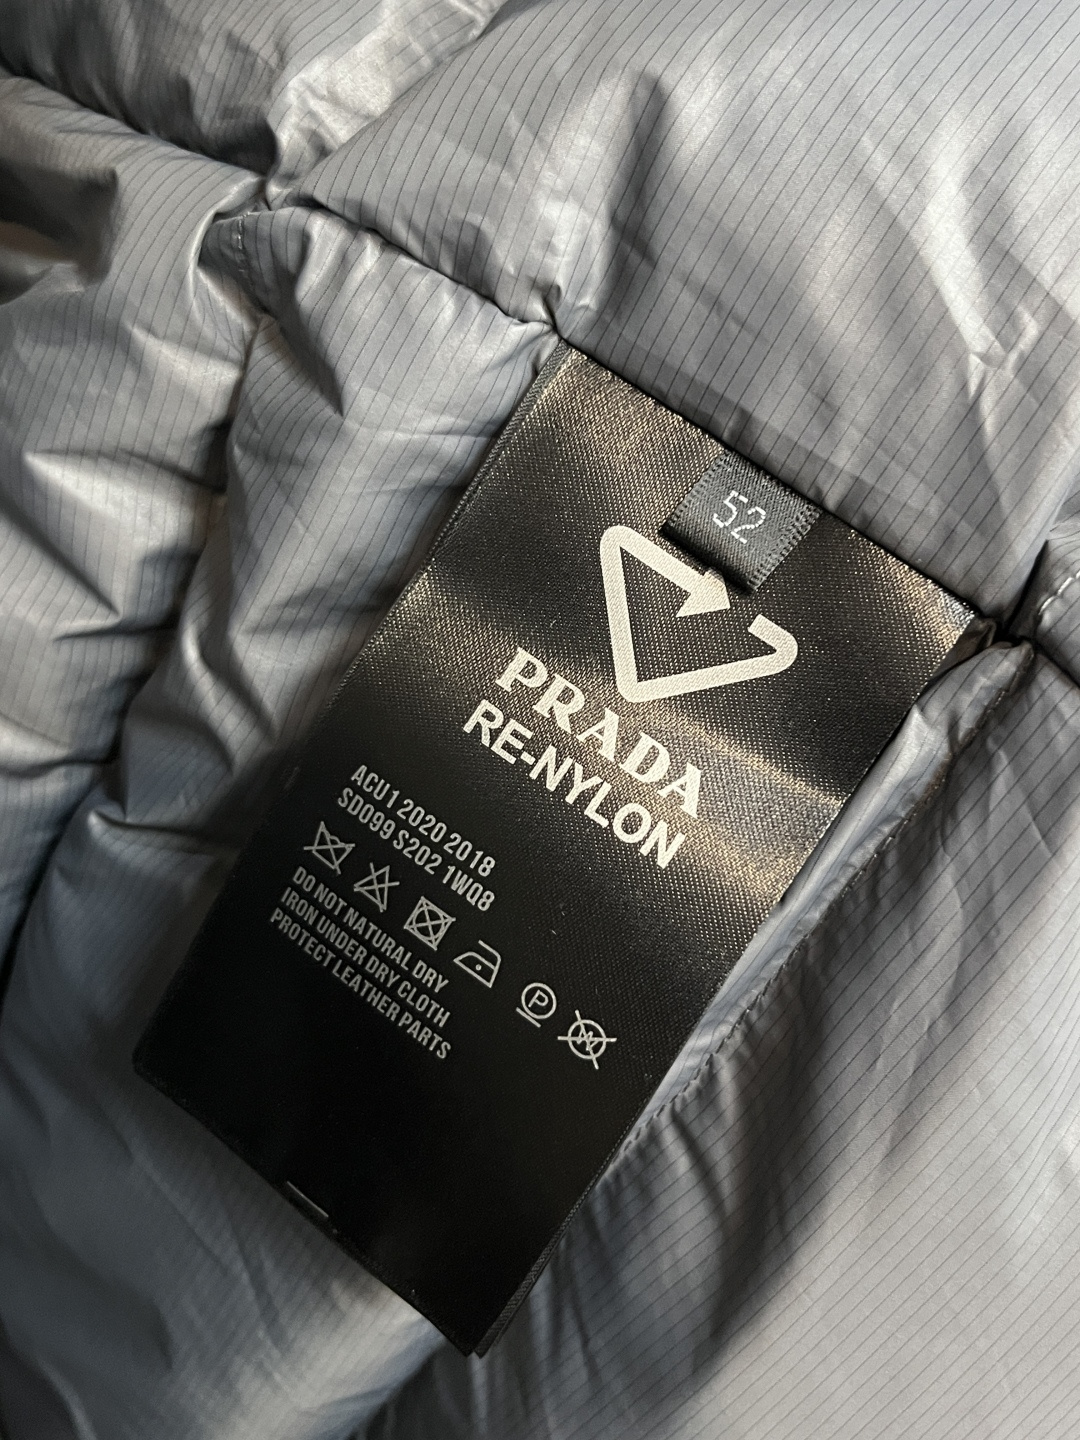 52
PRADA
RE-NYLON
ACU1 2020 2018
SD099 S202 1WQ8
P
W
DO NOT NATURAL DRY
IRON UNDER DRY CLOTH
PROTECT LEATHER PARTS